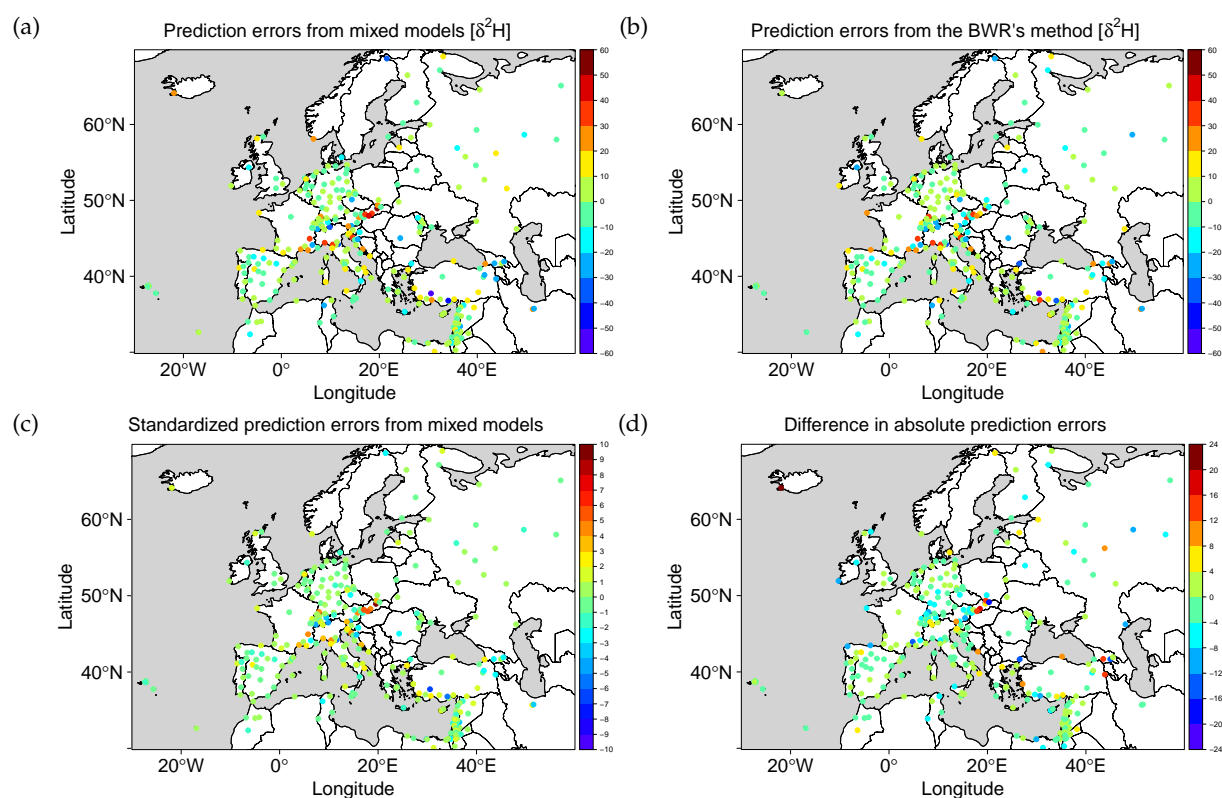 (a) Prediction errors from mixed models [δ²H]
60
50
40
30
20
10
0
−10
−20
−30
−40
−50
−60
60°N
50°N
40°N
Latitude
20°W 0° 20°E 40°E
Longitude
(b) Prediction errors from the BWR's method [δ²H]
60
50
40
30
20
10
0
−10
−20
−30
−40
−50
−60
60°N
50°N
40°N
Latitude
20°W 0° 20°E 40°E
Longitude
(c) Standardized prediction errors from mixed models
10
9
8
7
6
5
4
3
2
1
0
−1
−2
−3
−4
−5
−6
−7
−8
−9
−10
60°N
50°N
40°N
Latitude
20°W 0° 20°E 40°E
Longitude
(d) Difference in absolute prediction errors
24
20
16
12
8
4
0
−4
−8
−12
−16
−20
−24
60°N
50°N
40°N
Latitude
20°W 0° 20°E 40°E
Longitude